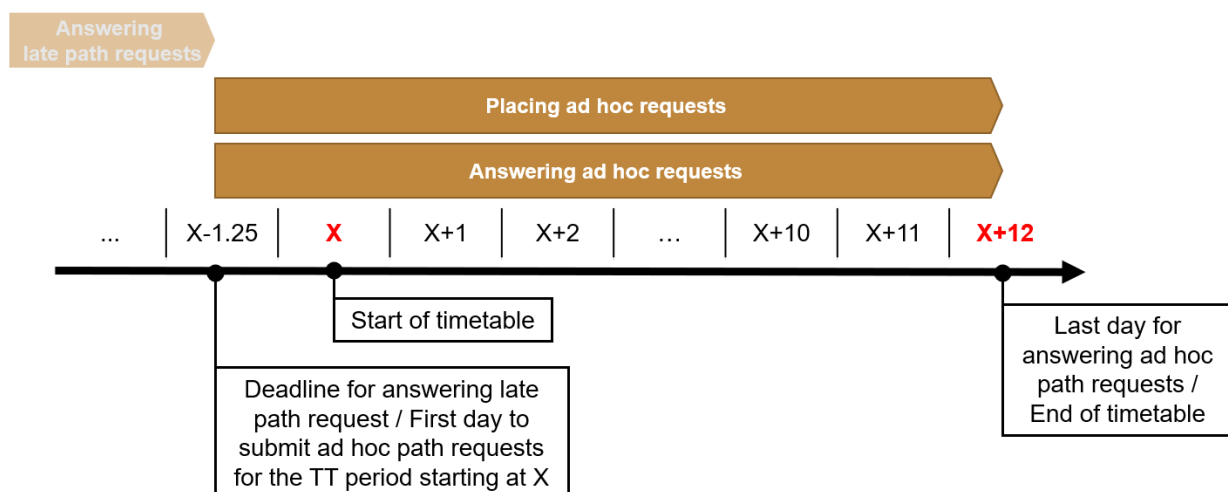 Answering
late path requests
Placing ad hoc requests
Answering ad hoc requests
... X-1.25 X X+1 X+2 ... X+10 X+11 X+12
Start of timetable
Deadline for answering late
path request / First day to
submit ad hoc path requests
for the TT period starting at X
Last day for
answering ad hoc
path requests /
End of timetable